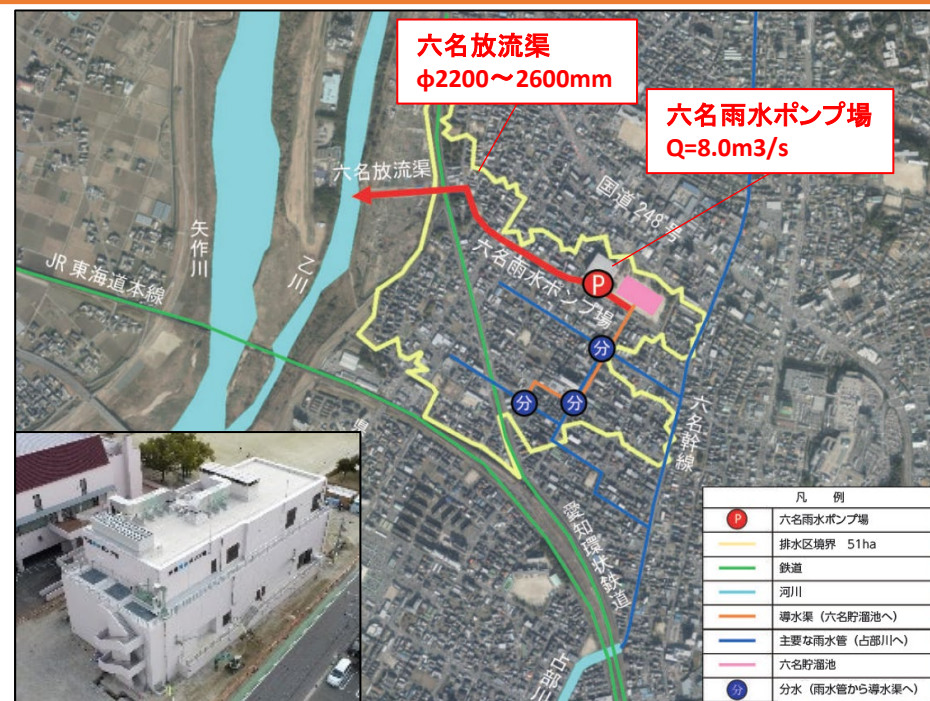 六名放流渠
φ2200～2600mm
六名雨水ポンプ場
Q=8.0m3/s
六名放流渠
国道248号
矢作川
乙川
JR東海道本線
六名雨水ポンプ場
P
分
分
分
六名幹線
愛知環状鉄道
占部川
凡 例
P 六名雨水ポンプ場
排水区境界 51ha
鉄道
河川
導水渠（六名貯溜池へ）
主要な雨水管（占部川へ）
六名貯溜池
分 分水（雨水管から導水渠へ）